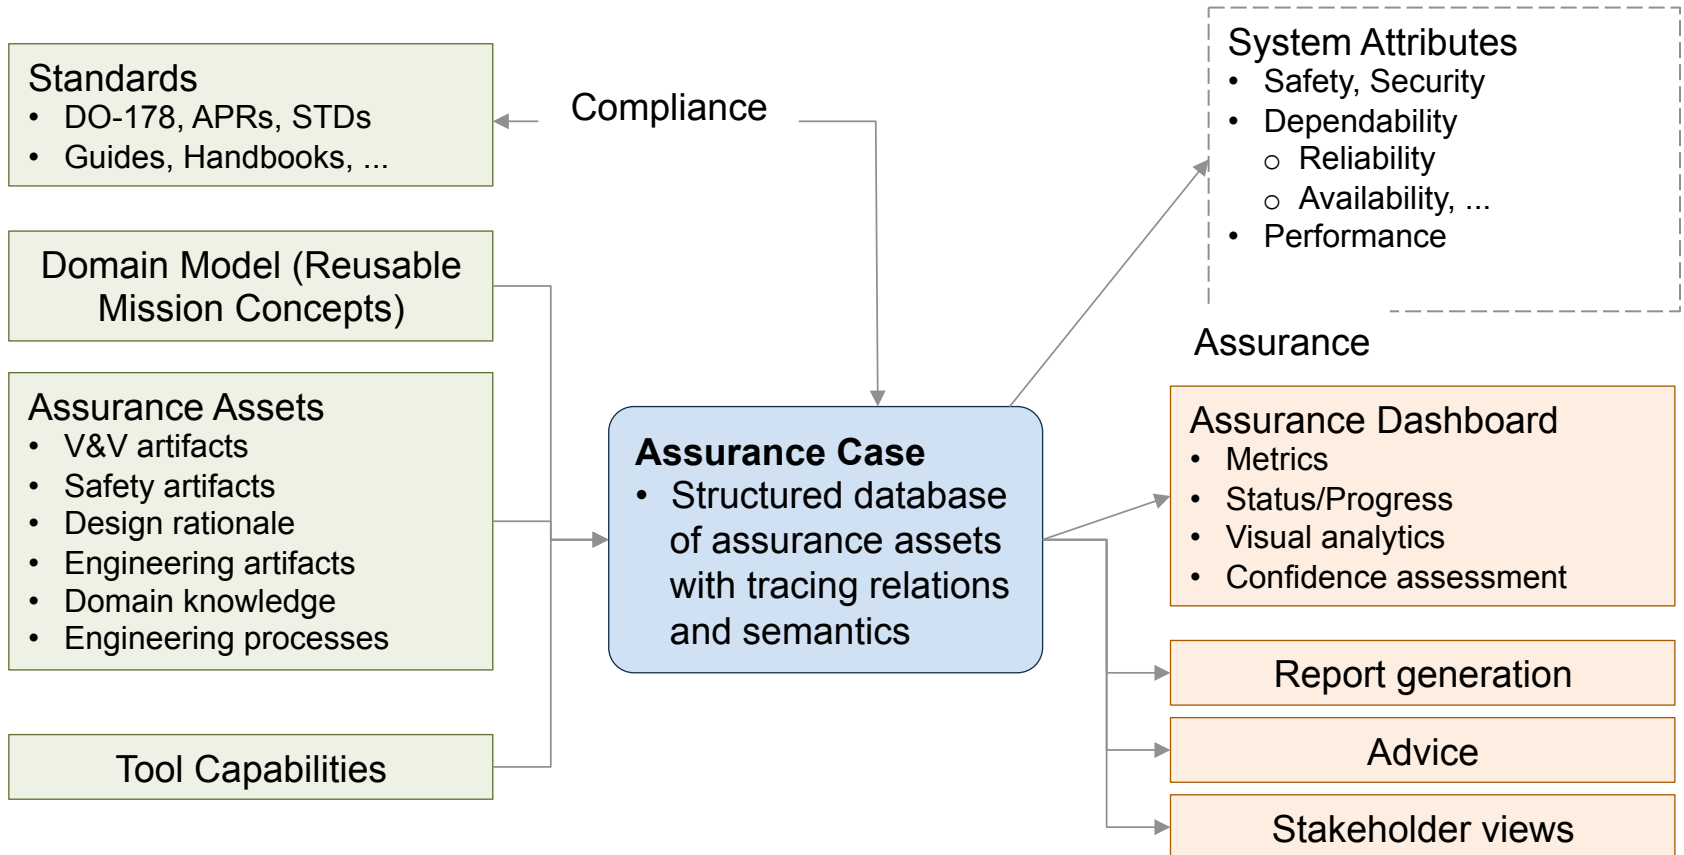 Standards
• DO-178, APRs, STDs
• Guides, Handbooks, ...
Compliance
System Attributes
• Safety, Security
• Dependability
o Reliability
o Availability, ...
• Performance
Assurance
Domain Model (Reusable
Mission Concepts)
Assurance Assets
• V&V artifacts
• Safety artifacts
• Design rationale
• Engineering artifacts
• Domain knowledge
• Engineering processes
Tool Capabilities
Assurance Case
• Structured database
of assurance assets
with tracing relations
and semantics
Assurance Dashboard
• Metrics
• Status/Progress
• Visual analytics
• Confidence assessment
Report generation
Advice
Stakeholder views